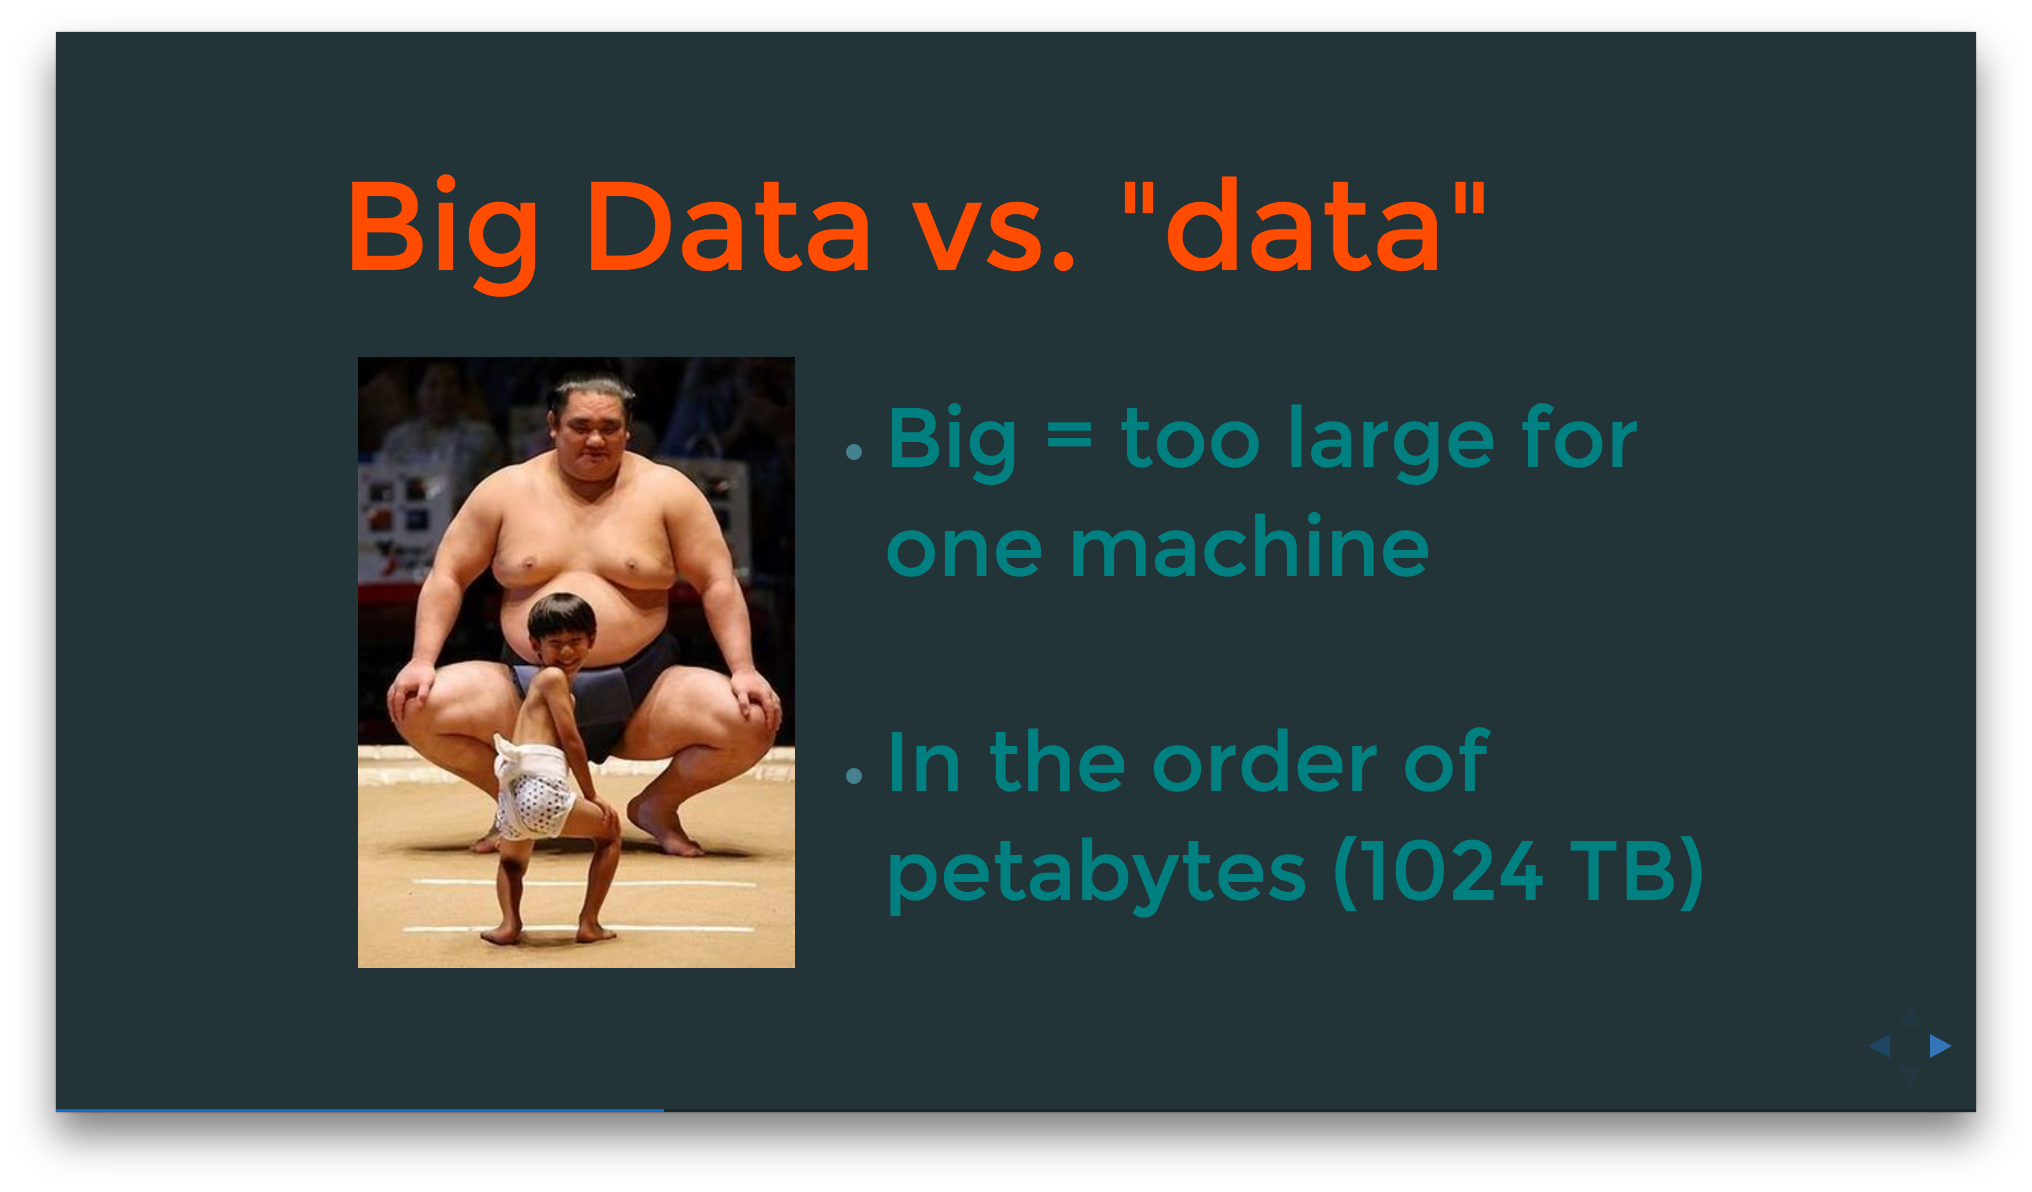 Big Data vs. "data"
Big = too large for
one machine
In the order of
petabytes (1024 TB)